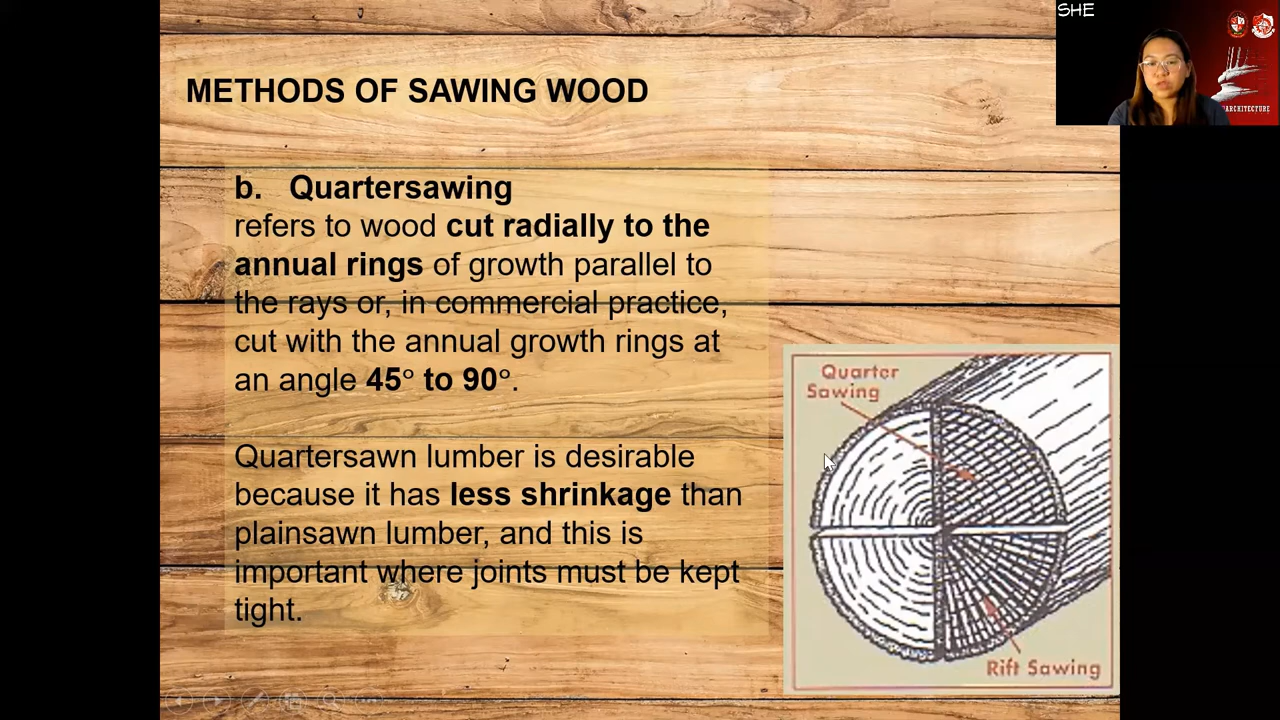 SHE
ARCHITECTURE
METHODS OF SAWING WOOD
b. Quartersawing
refers to wood cut radially to the
annual rings of growth parallel to
the rays or, in commercial practice,
cut with the annual growth rings at
an angle 45° to 90°.
Quartersawn lumber is desirable
because it has less shrinkage than
plainsawn lumber, and this is
important where joints must be kept
tight.
Quarter
Sawing
Rift Sawing